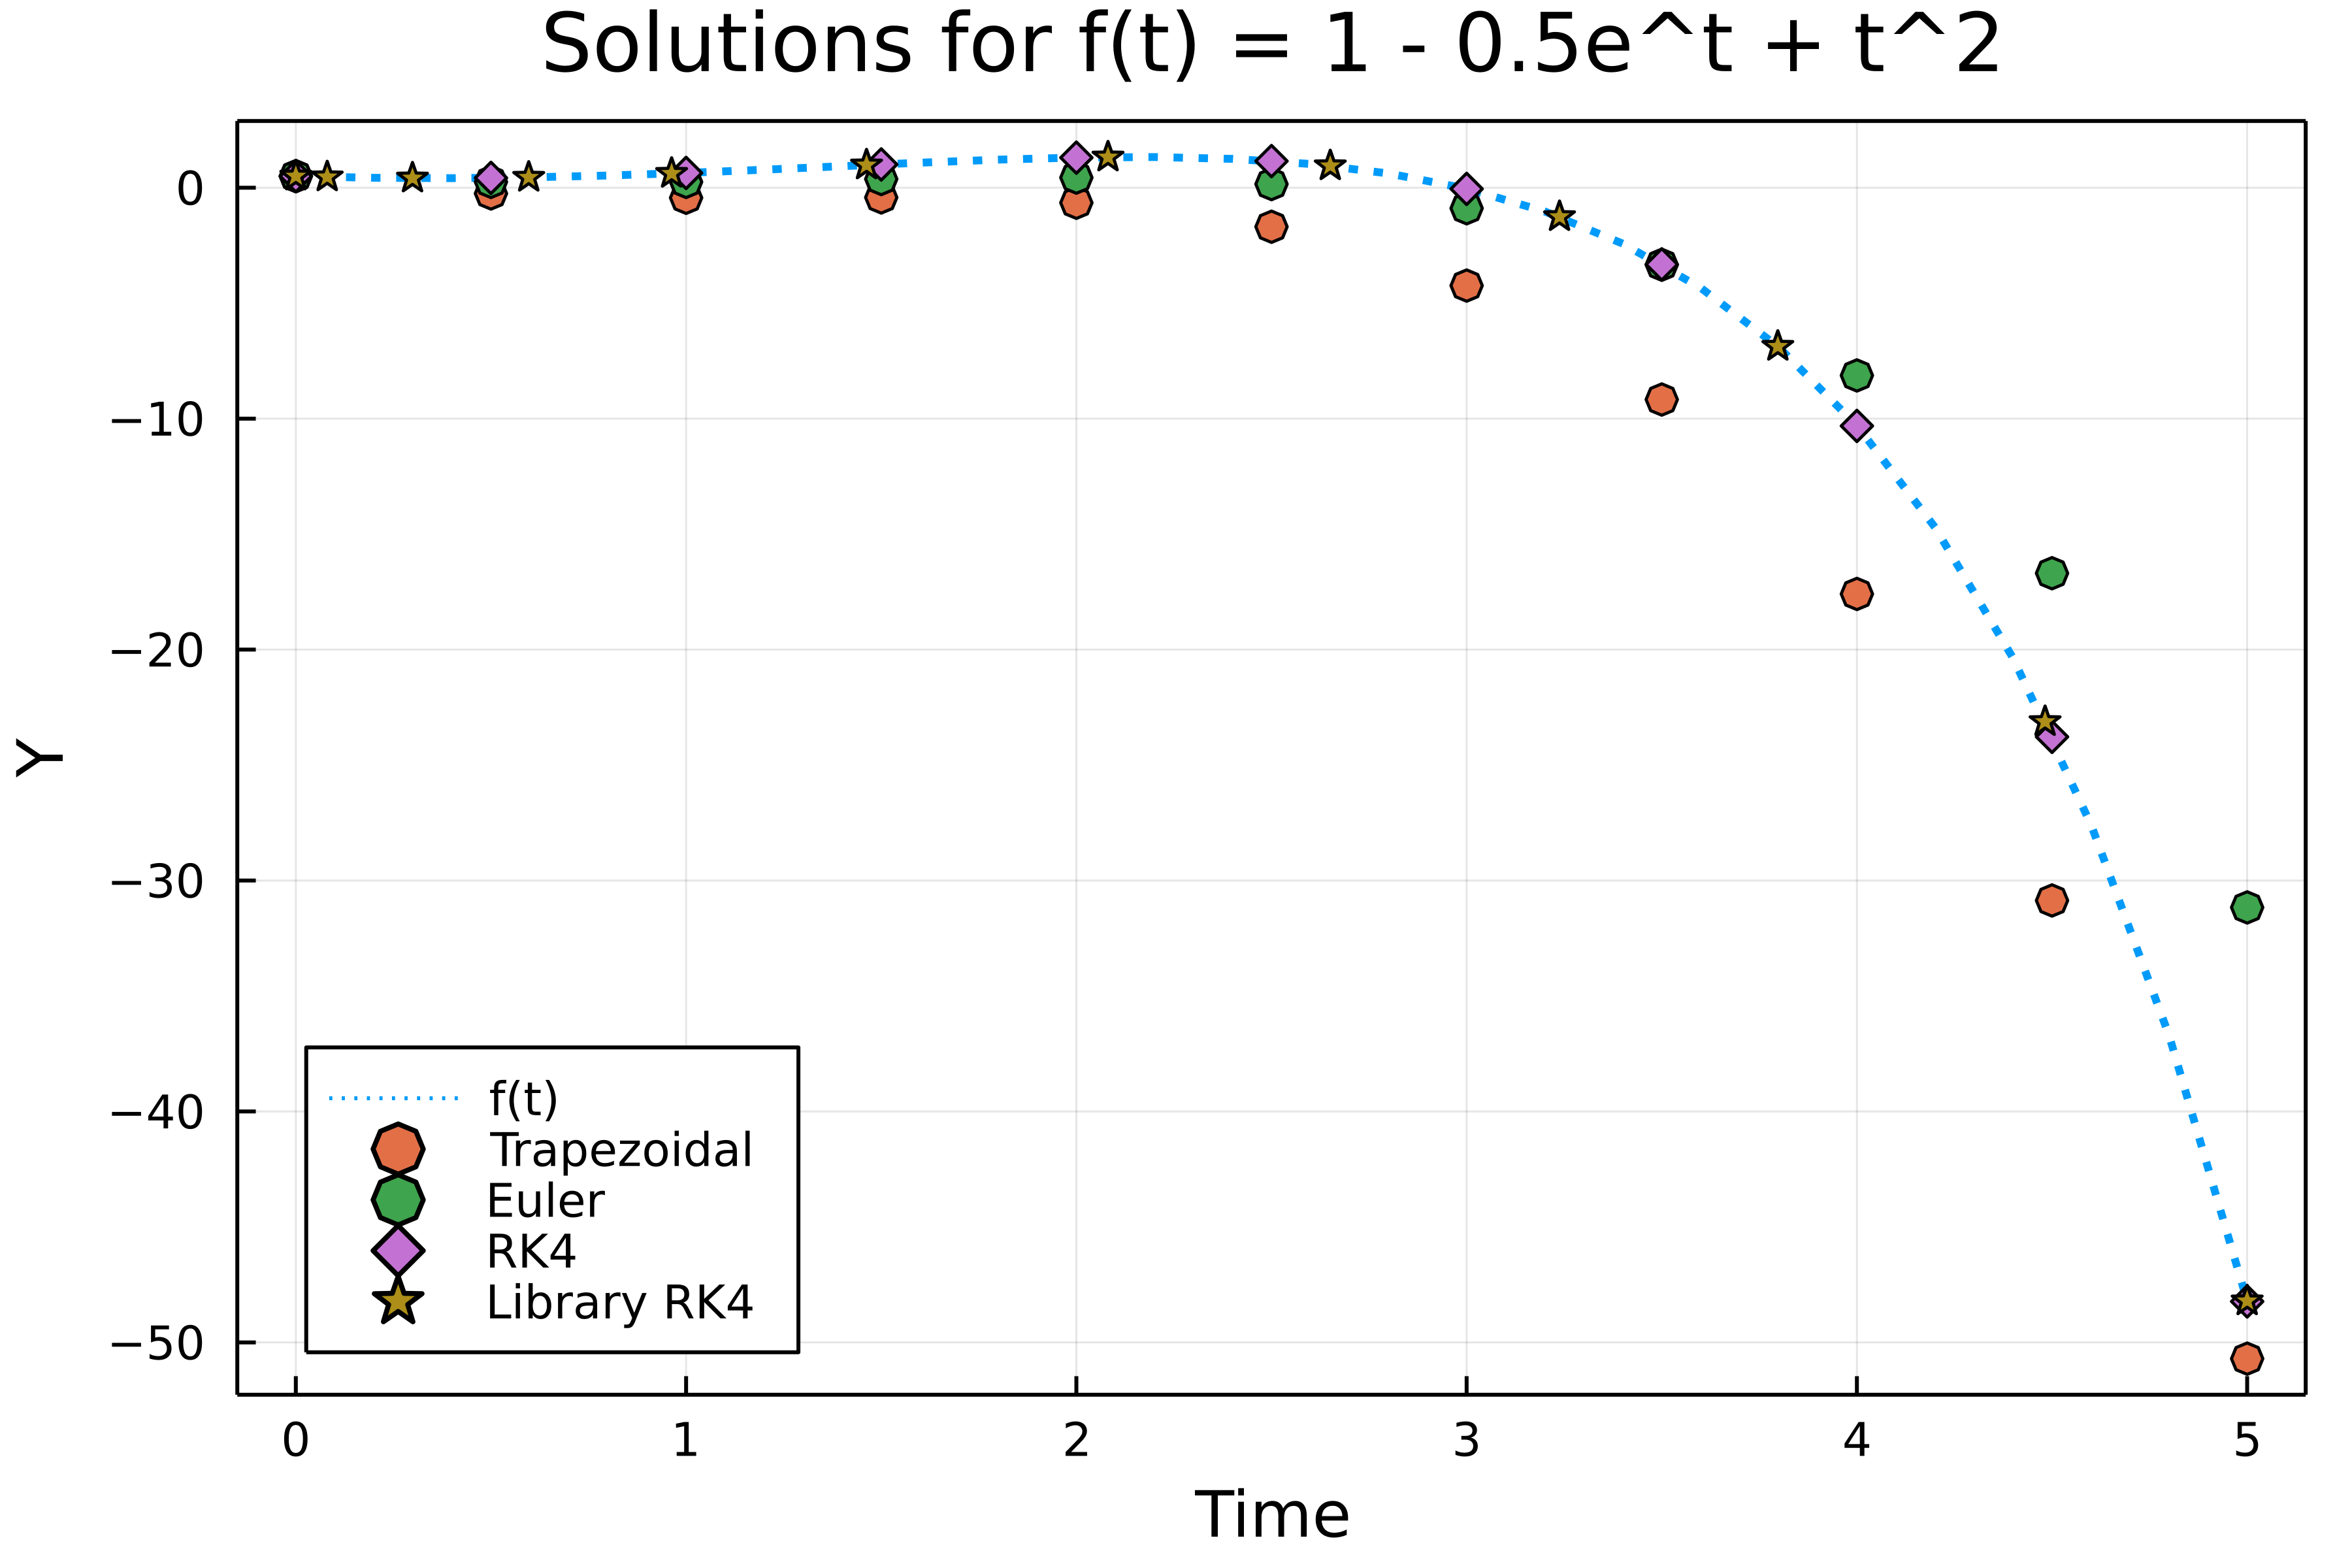 Solutions for f(t) = 1 - 0.5e^t + t^2
0
−10
−20
−30
−40
−50
Y
f(t)
Trapezoidal
Euler
RK4
Library RK4
0 1 2 3 4 5
Time